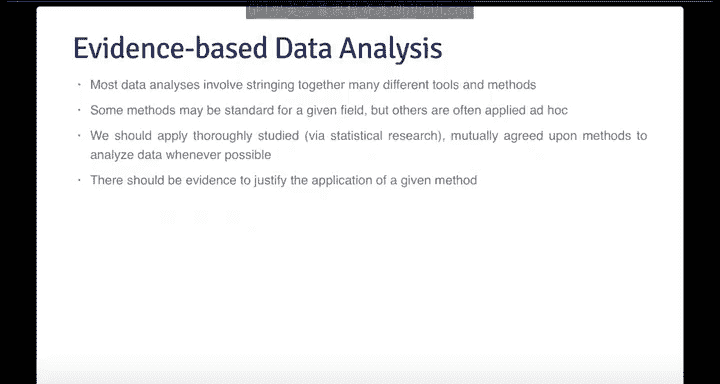 Evidence-based Data Analysis
· Most data analyses involve stringing together many different tools and methods
· Some methods may be standard for a given field, but others are often applied ad hoc
· We should apply thoroughly studied (via statistical research), mutually agreed upon methods to
analyze data whenever possible
· There should be evidence to justify the application of a given method